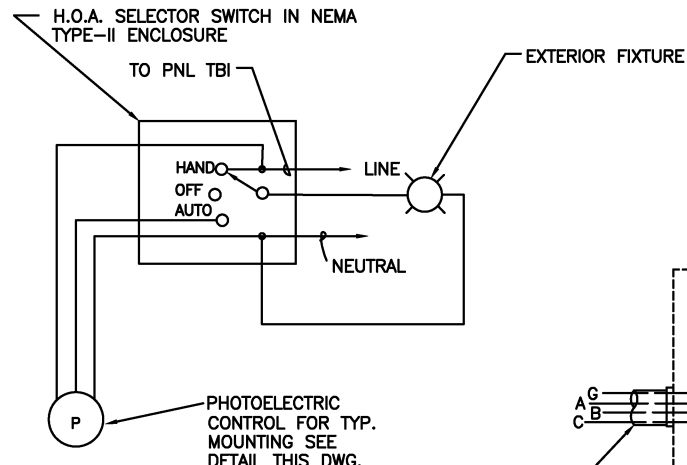 H.O.A. SELECTOR SWITCH IN NEMA
TYPE-II ENCLOSURE
TO PNL TBI
EXTERIOR FIXTURE
HAND
LINE
OFF
AUTO
NEUTRAL
P
PHOTOELECTRIC
CONTROL FOR TYP.
MOUNTING SEE
DETAIL THIS DWG.
G
A
B
C